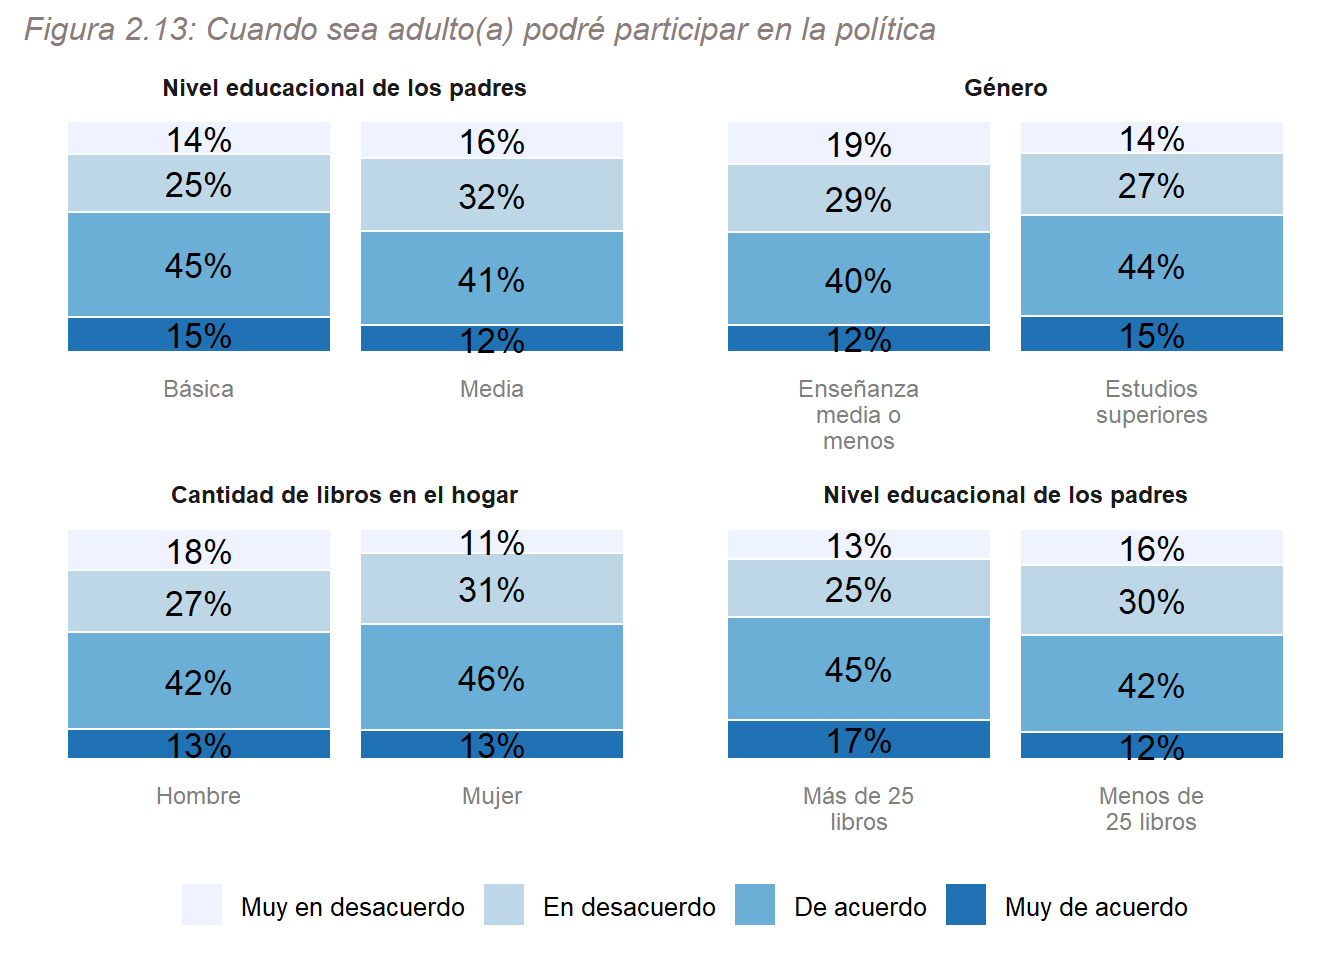 Figura 2.13: Cuando sea adulto(a) podré participar en la política
Nivel educacional de los padres
14%
25%
45%
15%
Básica
16%
32%
41%
12%
Media
Género
19%
29%
40%
12%
Enseñanza
media o
menos
14%
27%
44%
15%
Estudios
superiores
Cantidad de libros en el hogar
18%
27%
42%
13%
Hombre
11%
31%
46%
13%
Mujer
Nivel educacional de los padres
13%
25%
45%
17%
Más de 25
libros
16%
30%
42%
12%
Menos de
25 libros
Muy en desacuerdo
En desacuerdo
De acuerdo
Muy de acuerdo